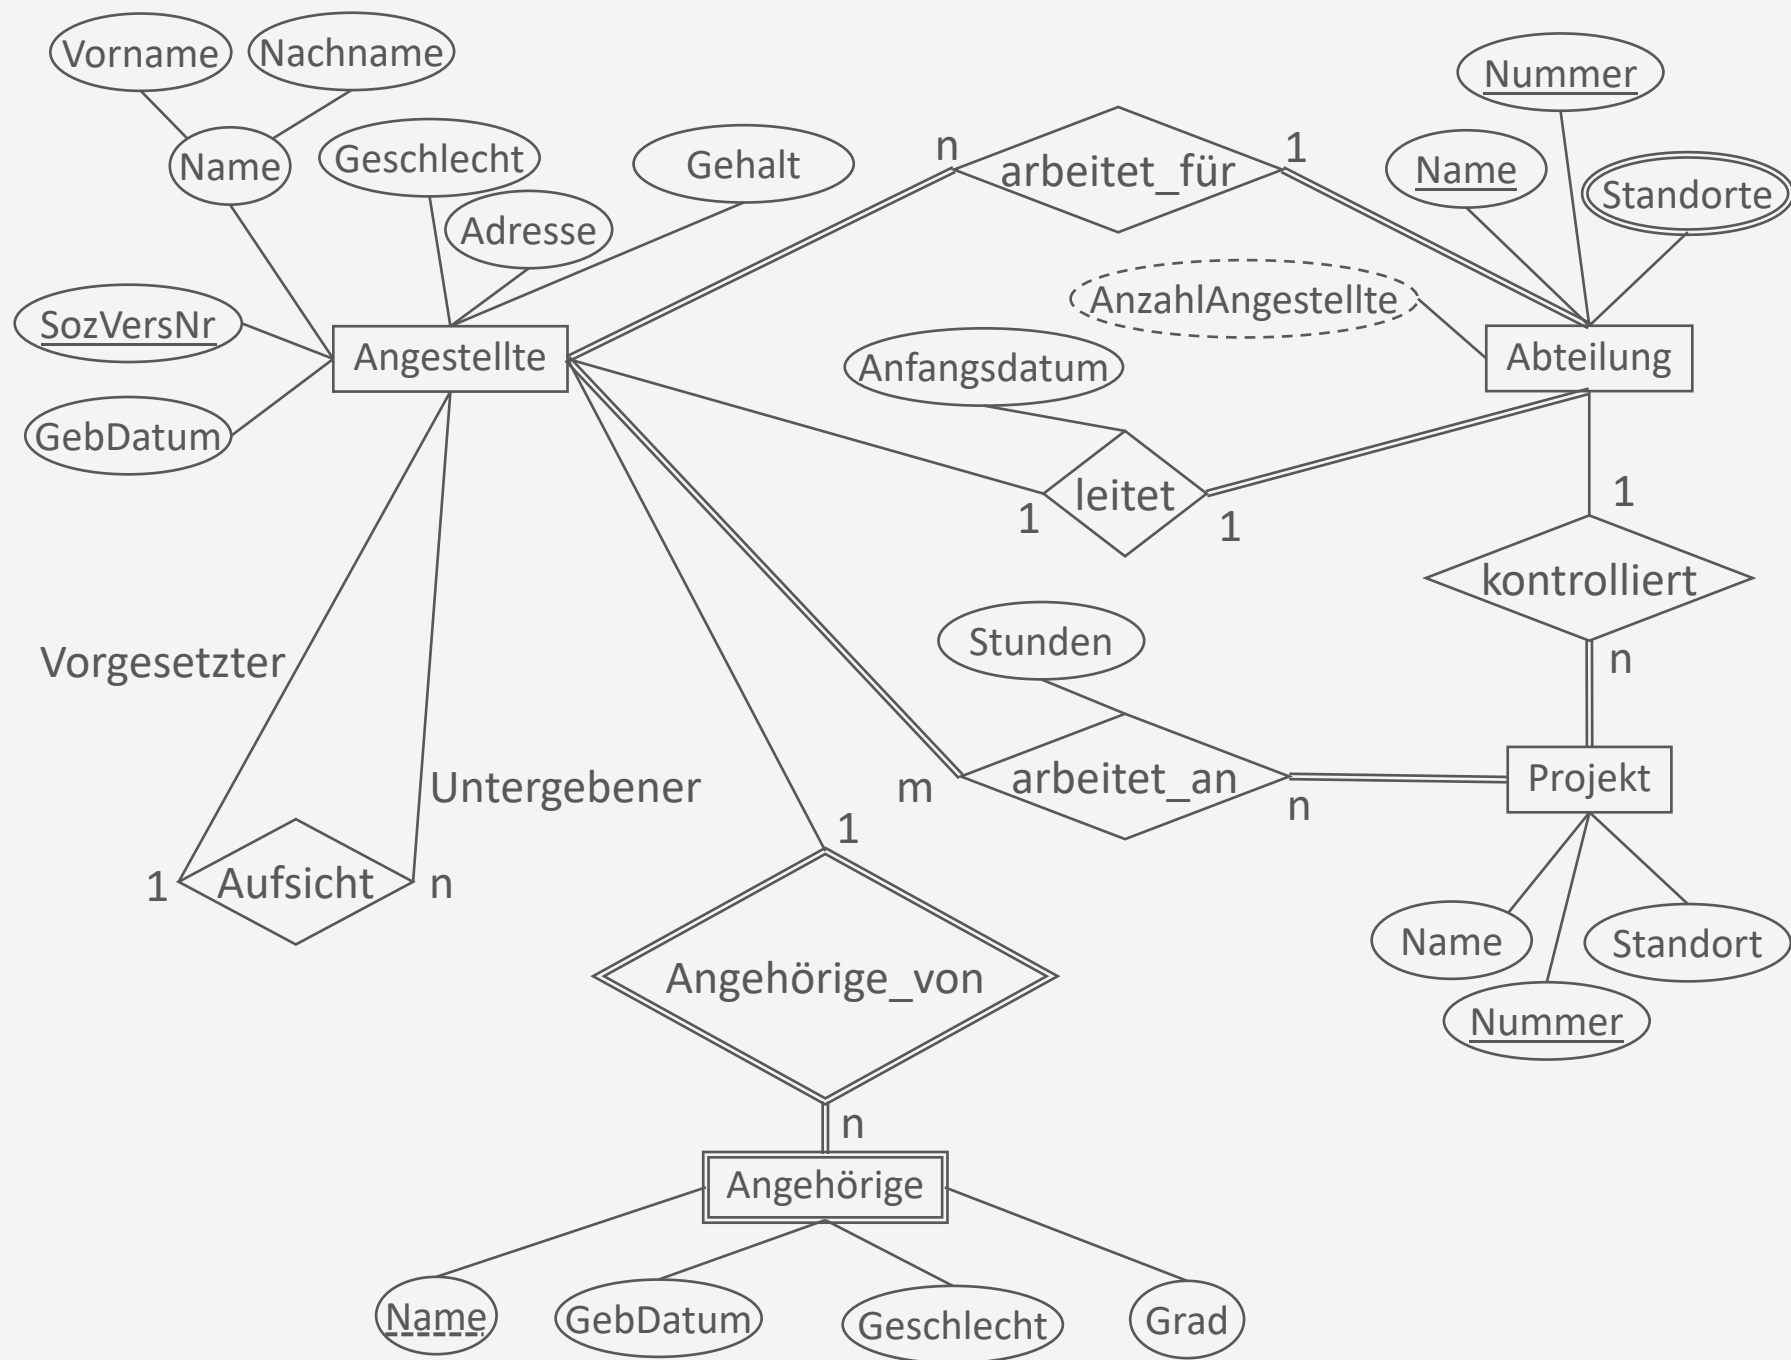 Vorname
Nachname
Name
Geschlecht
Adresse
Gehalt
SozVersNr
GebDatum
Angestellte
n
arbeitet_für
1
Nummer
Name
Standorte
AnzahlAngestellte
Abteilung
Anfangsdatum
leitet
1
1
1
kontrolliert
n
Vorgesetzter
Untergebener
1
Aufsicht
n
Stunden
m
arbeitet_an
n
Projekt
Name
Standort
Nummer
1
Angehörige_von
n
Angehörige
Name
GebDatum
Geschlecht
Grad